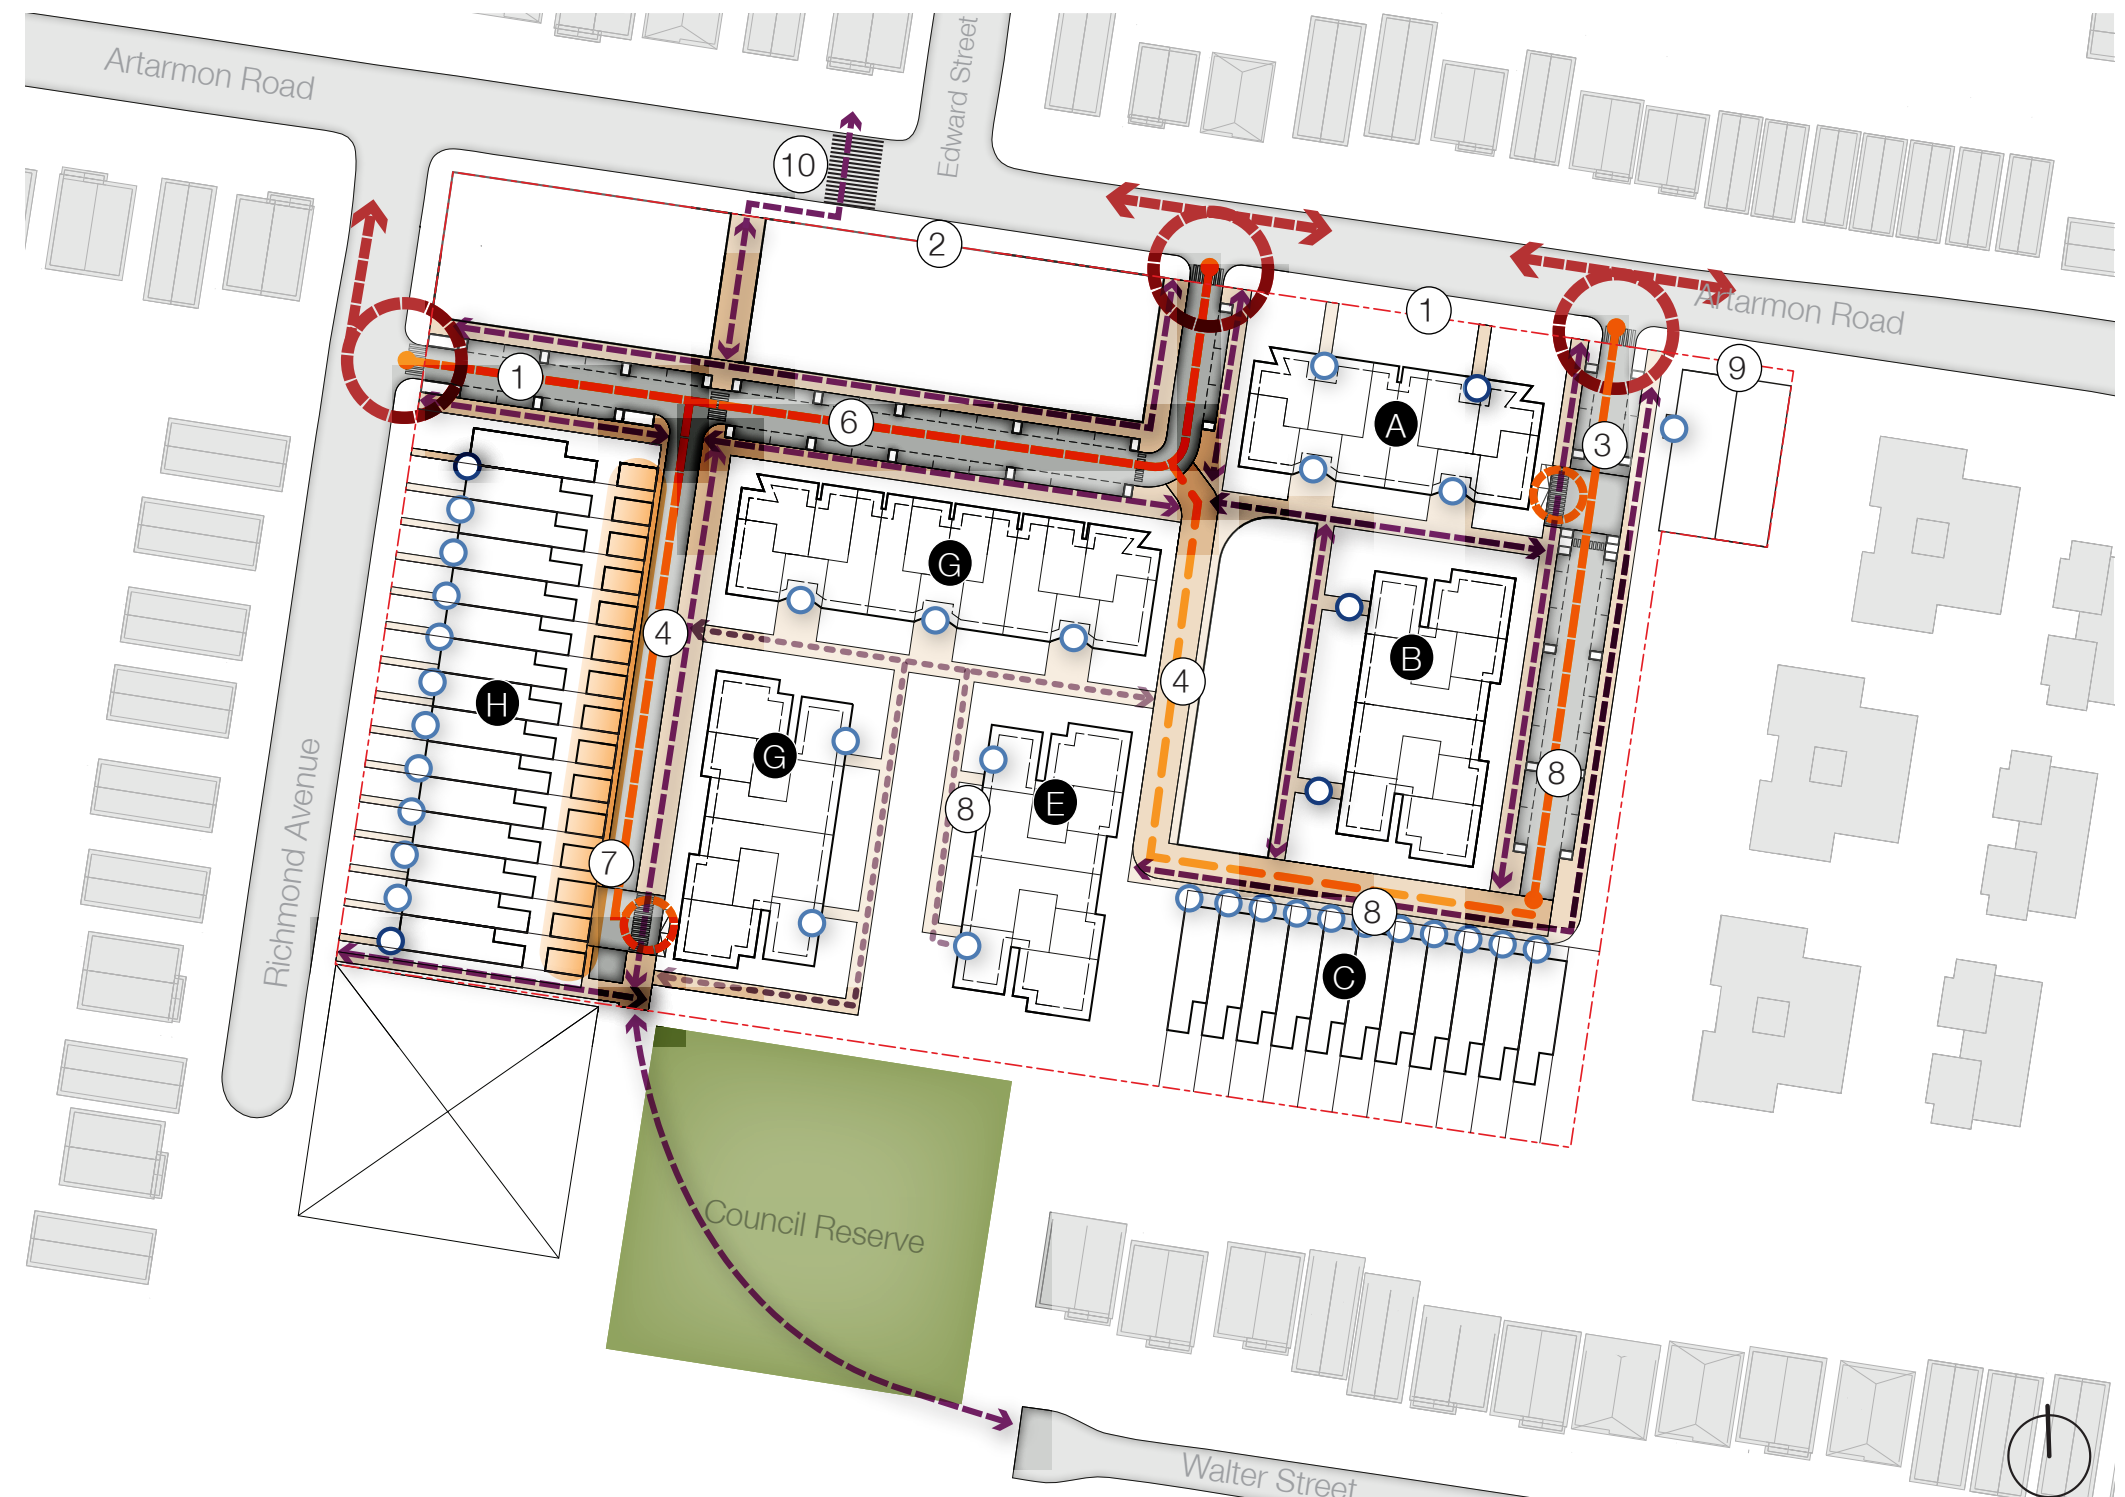 Artarmon Road
Edward Street
10
2
1
Artarmon Road
9
1
6
A
3
G
4
B
4
H
G
8
E
8
7
8
C
Richmond Avenue
Council Reserve
Walter Street